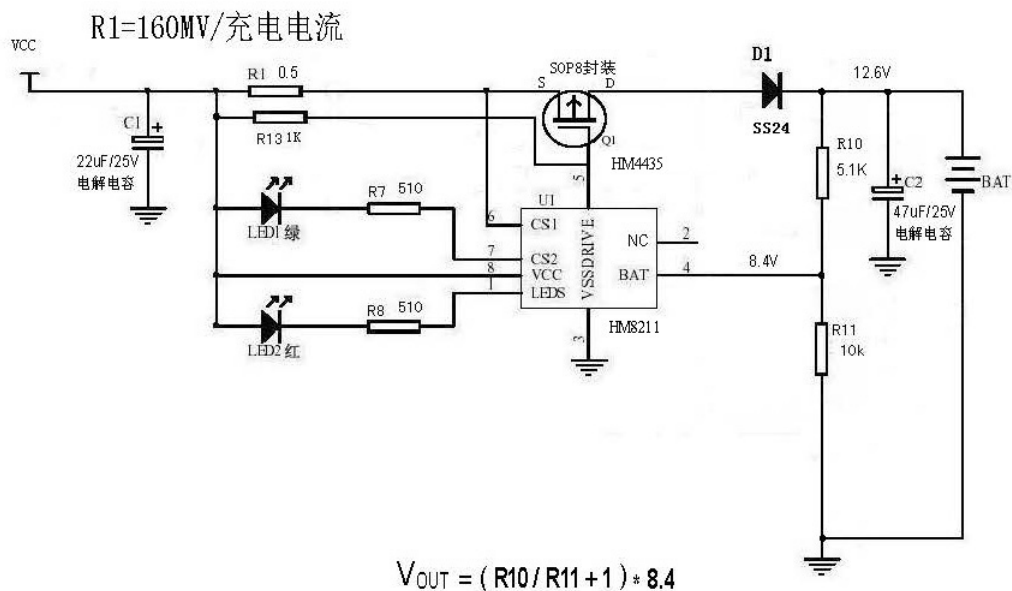 R1=160MV/充电电流
VCC
R1 0.5
SOP8封装
S D
D1
12.6V
C1
+
22uF/25V
电解电容
R13 1K
Q1
HM4435
SS24
R10
5.1K
+
C2
47uF/25V
电解电容
BAT
R7 510
LED1 绿
5
U1
6 CS1
7 CS2
8 VCC
1 LEDS
VSSDRIVE
NC 2
BAT 4
8.4V
R8 510
LED2 红
3
HM8211
R11
10k
VOUT = ( R10 / R11 + 1 ) * 8.4